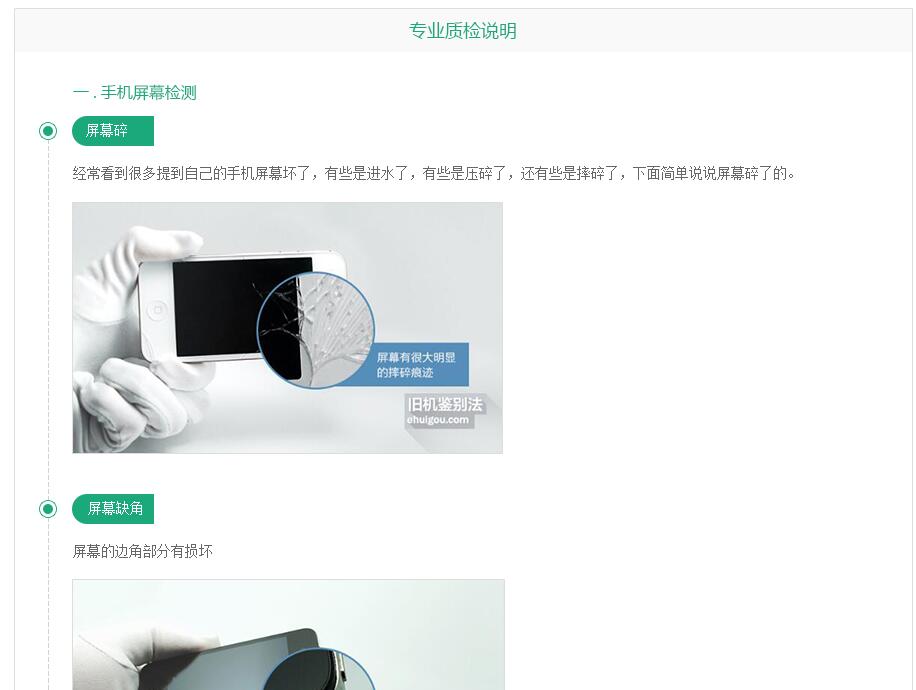 专业质检说明
一 . 手机屏幕检测
屏幕碎
经常看到很多提到自己的手机屏幕坏了，有些是进水了，有些是压碎了，还有些是摔碎了，下面简单说说屏幕碎了的。
屏幕有很大明显
的摔碎痕迹
旧机鉴别法
ehuigou.com
屏幕缺角
屏幕的边角部分有损坏